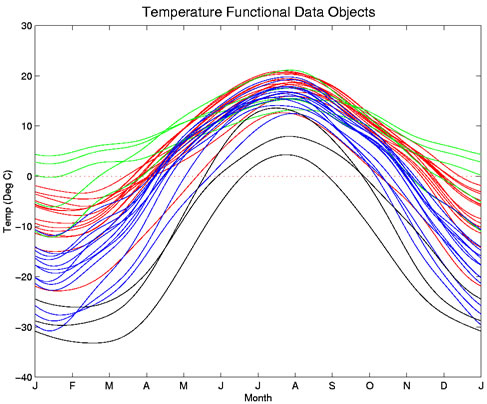 Temperature Functional Data Objects
30
20
10
0
−10
−20
−30
−40
Temp (Deg C)
J F M A M J J A S O N D J
Month